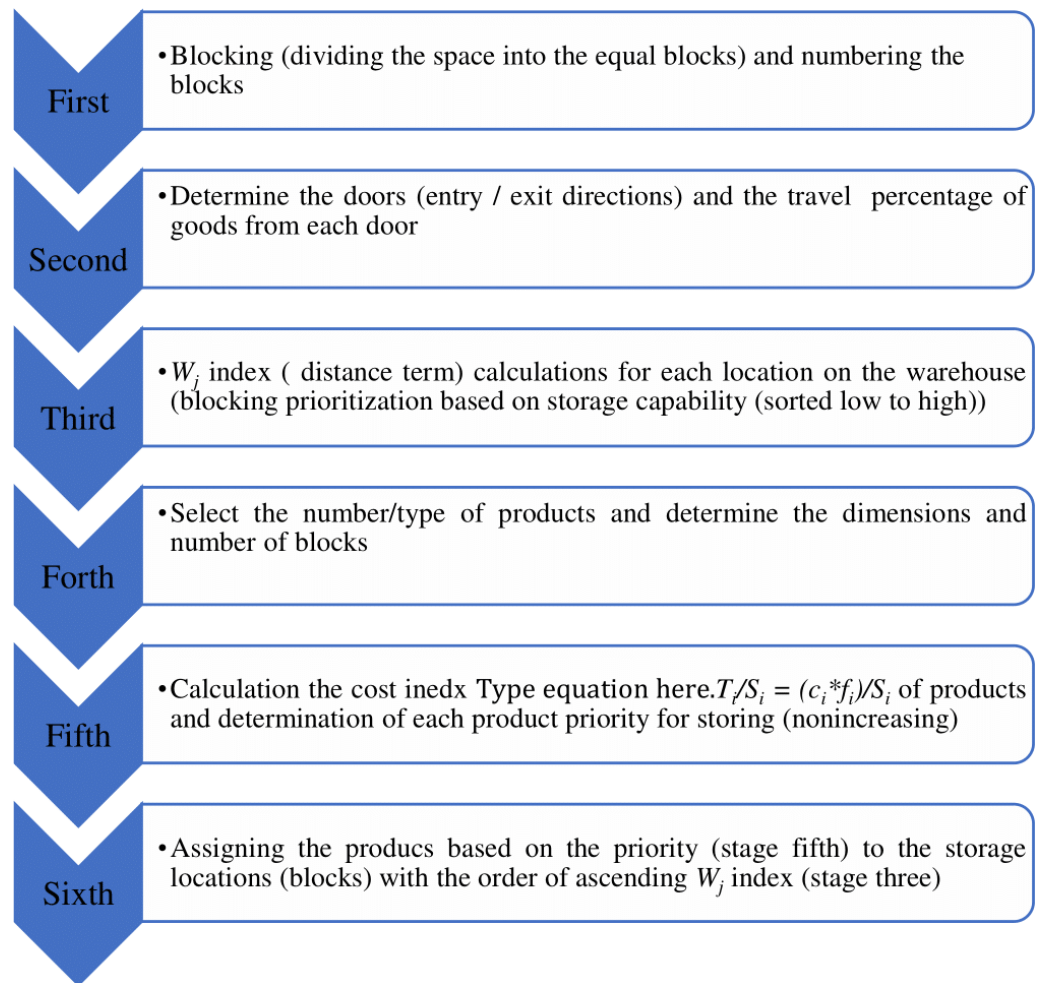 First
•Blocking (dividing the space into the equal blocks) and numbering the
blocks
Second
•Determine the doors (entry / exit directions) and the travel percentage of
goods from each door
Third
•Wj index ( distance term) calculations for each location on the warehouse
(blocking prioritization based on storage capability (sorted low to high))
Forth
•Select the number/type of products and determine the dimensions and
number of blocks
Fifth
•Calculation the cost inedx Type equation here.Ti/Si = (ci*fi)/Si of products
and determination of each product priority for storing (nonincreasing)
Sixth
•Assigning the producs based on the priority (stage fifth) to the storage
locations (blocks) with the order of ascending Wj index (stage three)